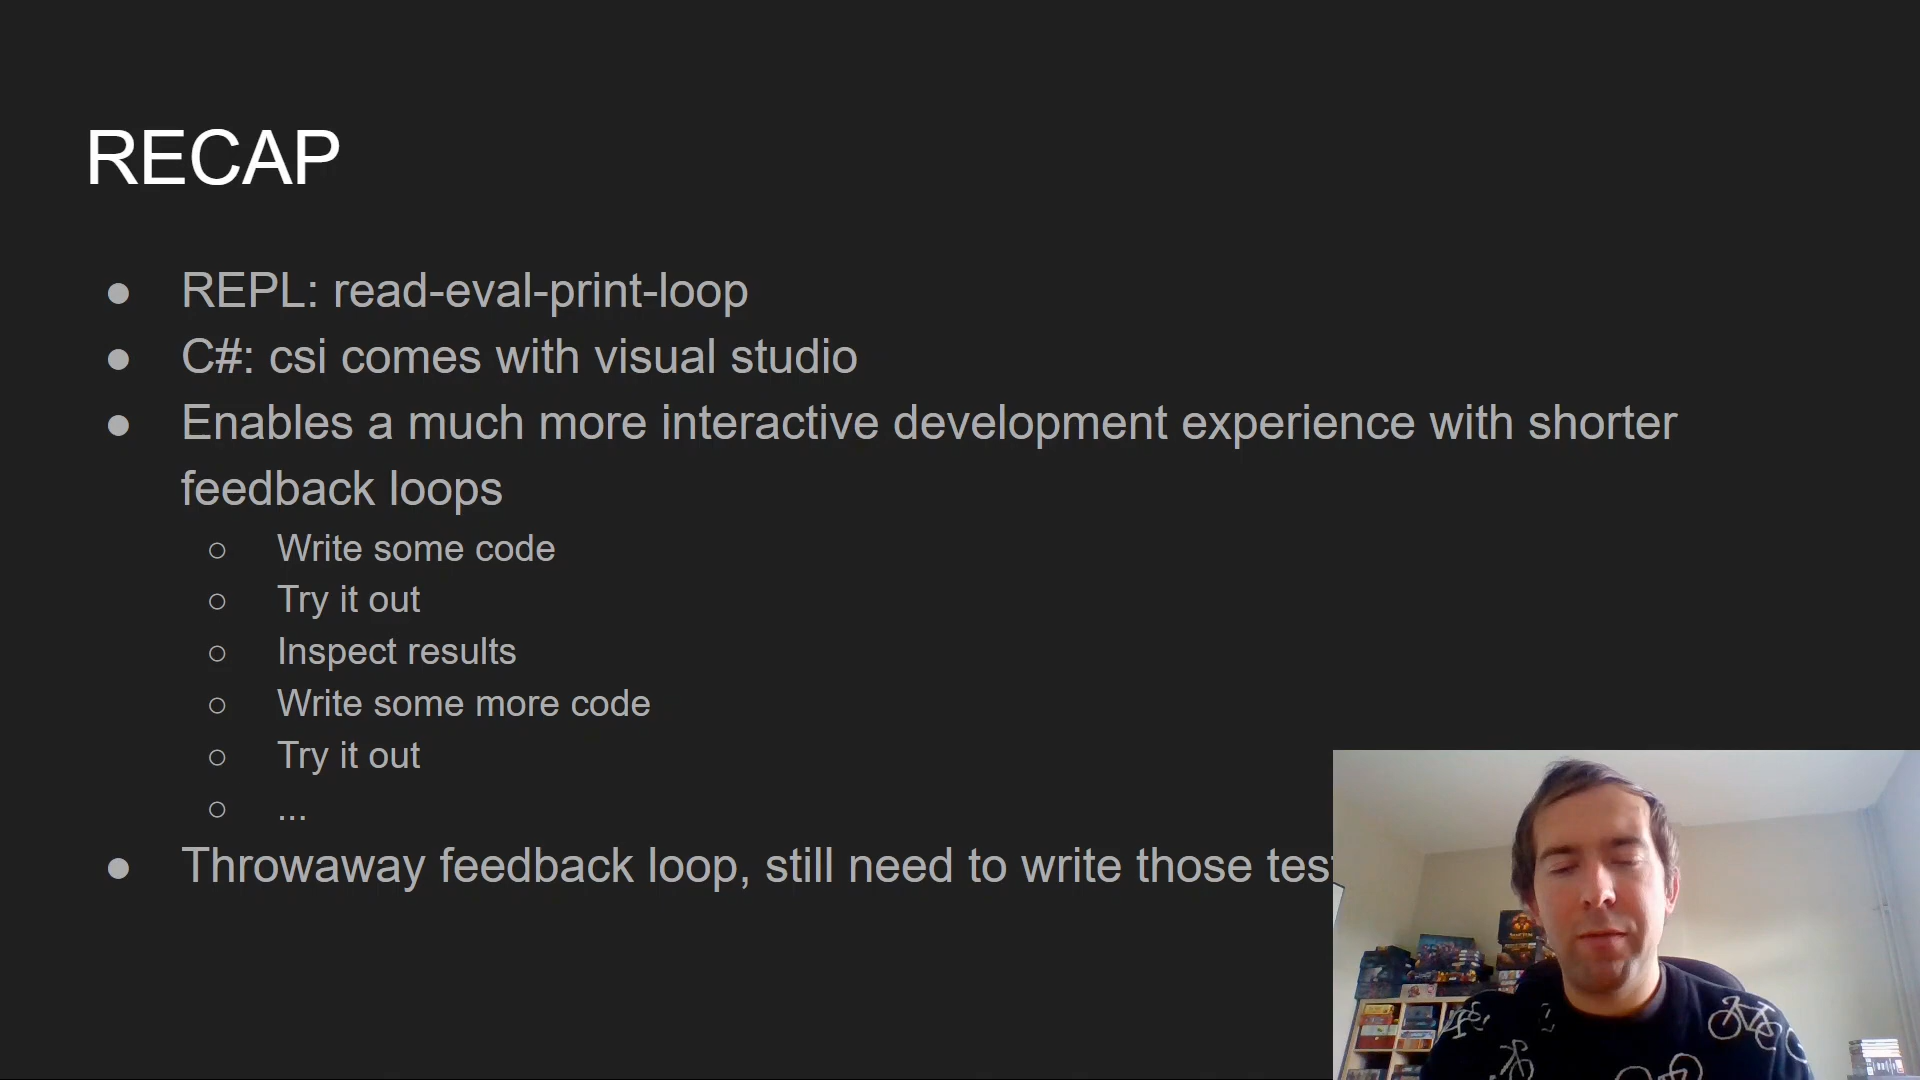 RECAP
● REPL: read-eval-print-loop
● C#: csi comes with visual studio
● Enables a much more interactive development experience with shorter
feedback loops
○ Write some code
○ Try it out
○ Inspect results
○ Write some more code
○ Try it out
○ ...
● Throwaway feedback loop, still need to write those